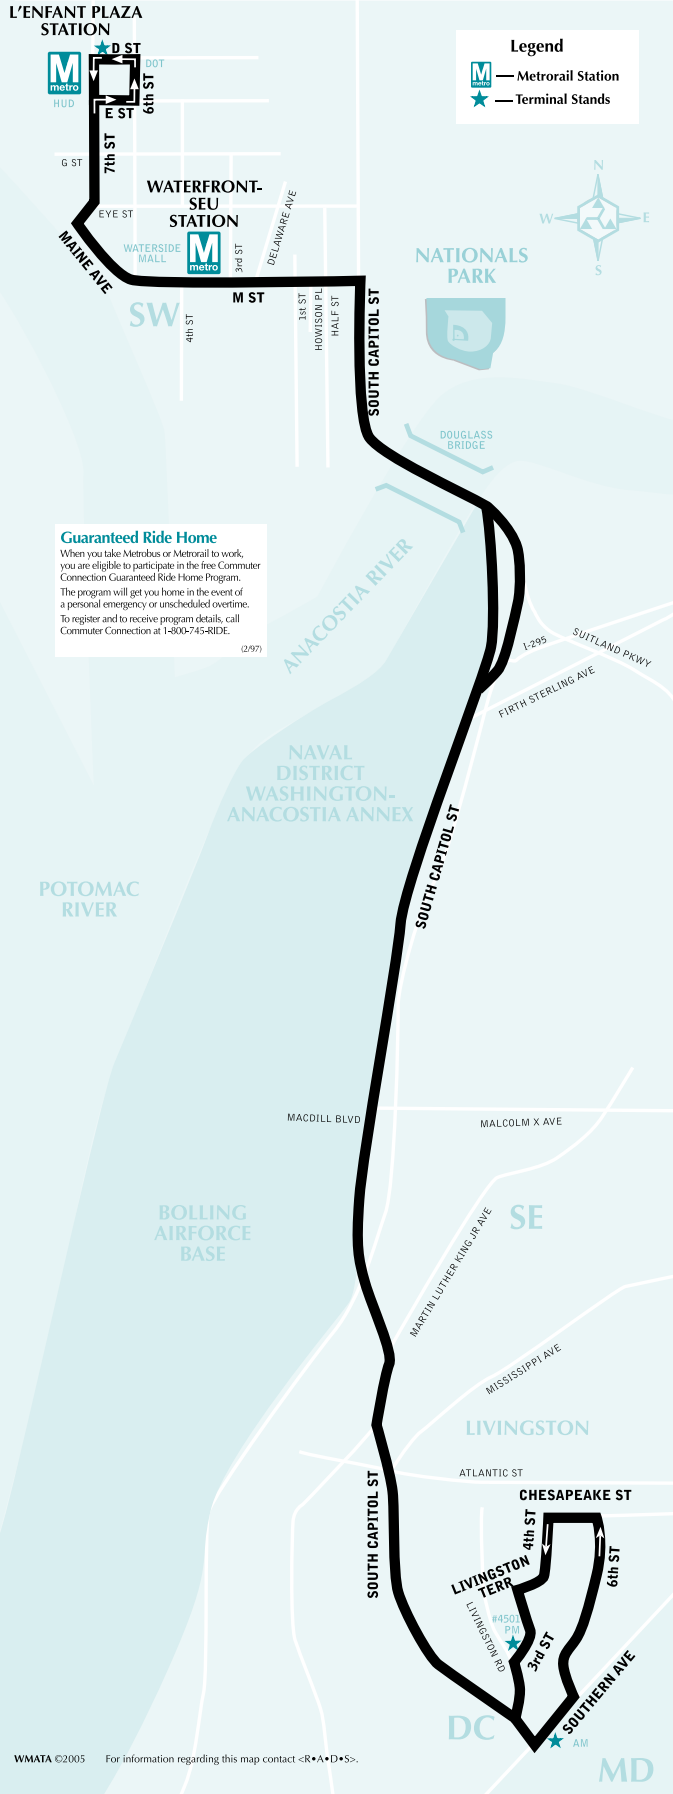 L'ENFANT PLAZA
STATION
D ST
M
metro
DOT
HUD
6th ST
E ST
7th ST
G ST
Legend
M
metro
Metrorail Station
Terminal Stands
WATERFRONT-
SEU
STATION
EYE ST
WATERSIDE
MALL
M
metro
3rd ST
DELAWARE AVE
MAINE AVE
N
W
E
S
NATIONALS
PARK
M ST
SW
4th ST
1st ST
HOWISON PL
HALF ST
SOUTH CAPITOL ST
DOUGLASS
BRIDGE
Guaranteed Ride Home
When you take Metrobus or Metrorail to work,
you are eligible to participate in the free Commuter
Connection Guaranteed Ride Home Program.
The program will get you home in the event of
a personal emergency or unscheduled overtime.
To register and to receive program details, call
Commuter Connection at 1-800-745-RIDE.
(2/97)
ANACOSTIA RIVER
I-295
SUITLAND PKWY
FIRTH STERLING AVE
NAVAL
DISTRICT
WASHINGTON-
ANACOSTIA ANNEX
SOUTH CAPITOL ST
POTOMAC
RIVER
MACDILL BLVD
MALCOLM X AVE
BOLLING
AIRFORCE
BASE
SE
MARTIN LUTHER KING JR AVE
MISSISSIPPI AVE
LIVINGSTON
ATLANTIC ST
SOUTH CAPITOL ST
CHESAPEAKE ST
4th ST
6th ST
LIVINGSTON
TERR
LIVINGSTON RD
#4501
PM
3rd ST
SOUTHERN AVE
DC
AM
MD
WMATA ©2005
For information regarding this map contact <R•A•D•S>.